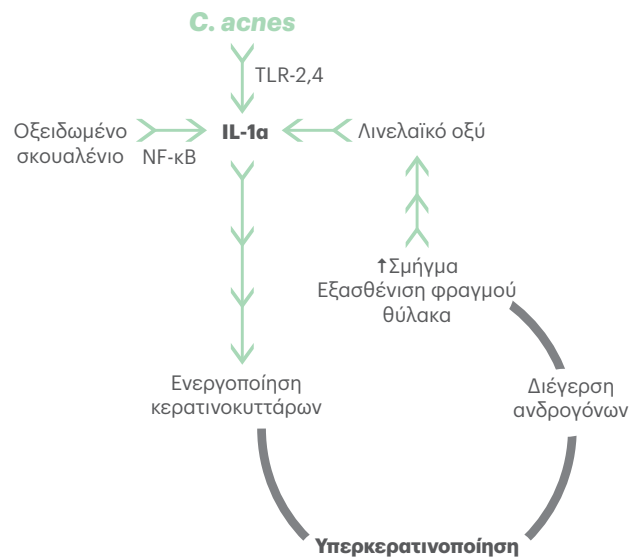 C. acnes
TLR-2,4
Οξειδωμένο
σκουαλένιο
NF-κB
IL-1α
Λινελαϊκό οξύ
↑Σμήγμα
Εξασθένιση φραγμού
θύλακα
Ενεργοποίηση
κερατινοκυττάρων
Διέγερση
ανδρογόνων
Υπερκερατινοποίηση